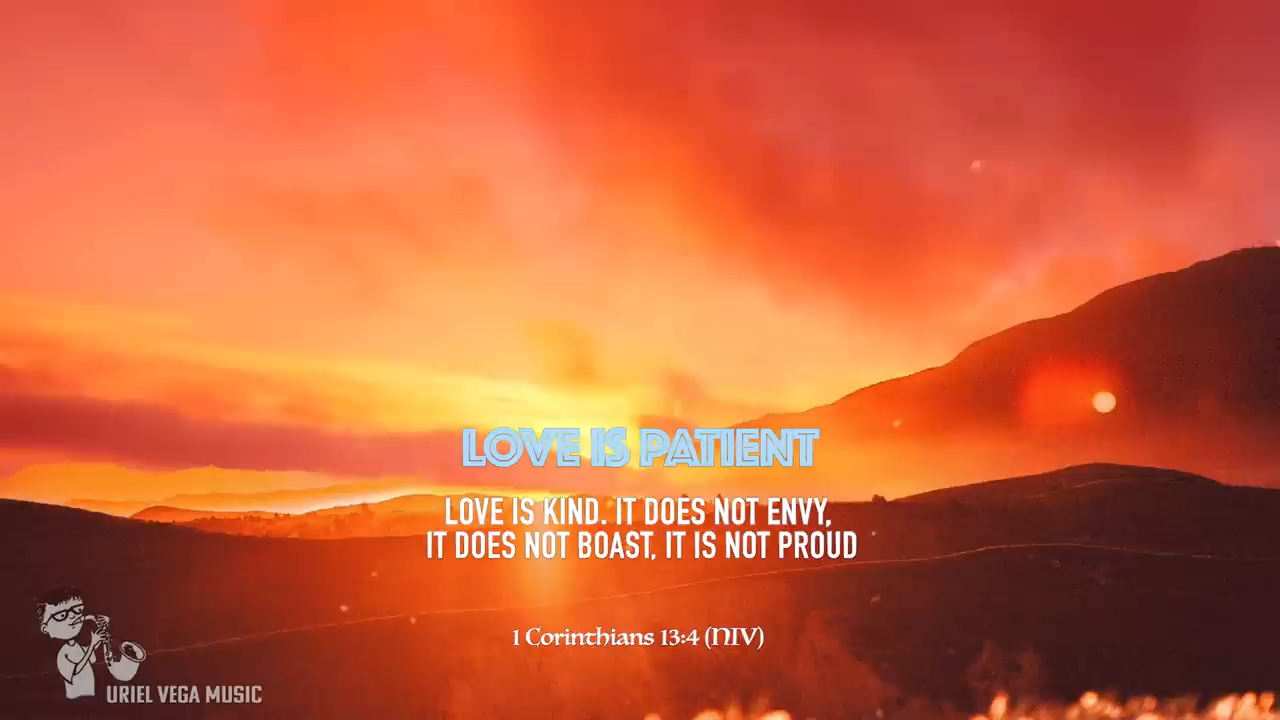 LOVE IS PATIENT
LOVE IS KIND. IT DOES NOT ENVY,
IT DOES NOT BOAST, IT IS NOT PROUD
1 Corinthians 13:4 (NIV)
URIEL VEGA MUSIC